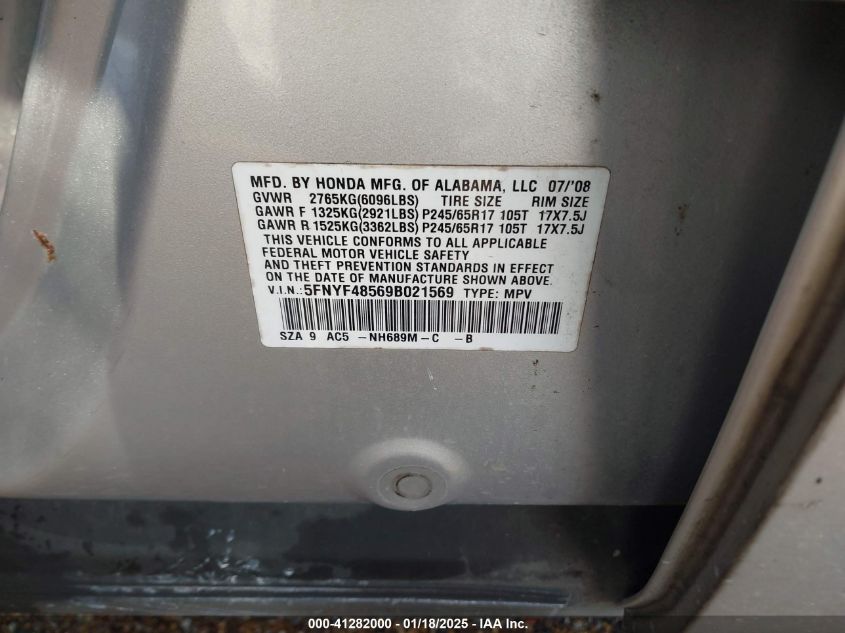 MFD. BY HONDA MFG. OF ALABAMA, LLC 07/'08
GVWR 2765KG(6096LBS) TIRE SIZE RIM SIZE
GAWR F 1325KG(2921LBS) P245/65R17 105T 17X7.5J
GAWR R 1525KG(3362LBS) P245/65R17 105T 17X7.5J
THIS VEHICLE CONFORMS TO ALL APPLICABLE
FEDERAL MOTOR VEHICLE SAFETY
AND THEFT PREVENTION STANDARDS IN EFFECT
ON THE DATE OF MANUFACTURE SHOWN ABOVE.
V.I.N.: 5FNYF48569B021569 TYPE: MPV
SZA 9 AC5 -NH689M-C -B
000-41282000 - 01/18/2025 - IAA Inc.